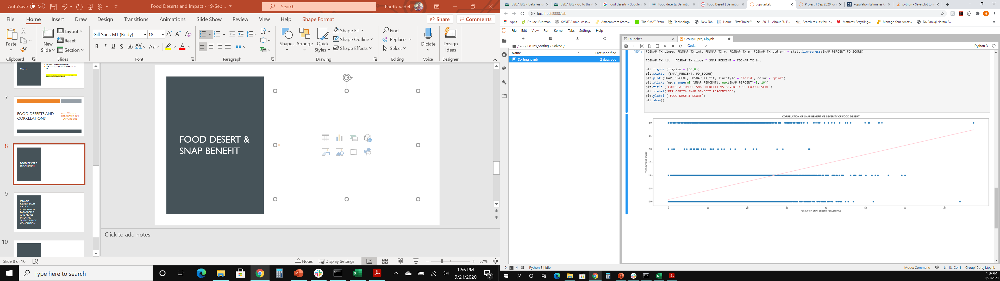 AutoSave Off
Food Deserts and Impact - 19-Sep...
Search
hardik vadel
File Home Insert Draw Design Transitions Animations Slide Show Review View Help Shape Format
Share Comments
Paste
New Slide
Layout
Reset
Section
Gill Sans MT (Body) 18
Shapes Arrange Quick Styles
Shape Fill
Shape Outline
Shape Effects
Find
Replace
Select
Dictate
Design Ideas
Clipboard Slides Font Paragraph Drawing Editing Voice Designer
FACTS
7
FOOD DESERTS AND CORRELATIONS
PUT 2ND TITLE HERE BASED ON TEAM'S INPUTS
8
FOOD DESERT & SNAP BENEFIT
9
JANA TO REVIEW EACH OF OUR CONCLUSION PARAGRAPHS AND MERGE INTO THIS SINGLE SLID OF CONCLUSION
10
FOOD DESERT &
SNAP BENEFIT
Click to add notes
Slide 8 of 10
Notes Display Settings 57%
Type here to search
1:56 PM
9/21/2020
7
USDA ERS - Data Featu
USDA ERS - Go to the A
food deserts - Google
Food deserts: Definition
Food Desert | Definition
JupyterLab
Project 1 Sep 2020 loca
Population Estimates C
python - Save plot to i
localhost:8888/lab
Apps
Dr. Joel Fuhrman
SVNIT Alumni Asso...
Amazon.com Store...
The GMAT Exam
Technology
New Tab
Home - FirstChoice™
2017 - About EU E...
Search results for: 'r...
Mattress Recycling...
Manage Your Amaz...
Dr. Pankaj Naram E...
File Edit View Run Kernel Tabs Settings Help
/ ··· / 08-Ins_Sorting / Solved /
Name Last Modified
Sorting.ipynb 2 days ago
Launcher
Group10proj1.ipynb
Code
Python 3
[83]: FDSNAP_TX_slope, FDSNAP_TX_int, FDSNAP_TX_r, FDSNAP_TX_p, FDSNAP_TX_std_err = stats.linregress(SNAP_PERCENT,FD_SCORE)
FDSNAP_TX_fit = FDSNAP_TX_slope * SNAP_PERCENT + FDSNAP_TX_int
plt.figure (figsize = (30,8))
plt.scatter (SNAP_PERCENT, FD_SCORE)
plt.plot (SNAP_PERCENT, FDSNAP_TX_fit, linestyle = 'solid', color = 'pink')
plt.xticks (np.arange(min(SNAP_PERCENT), max(SNAP_PERCENT)+1, 10))
plt.title ("CORRELATION OF SNAP BENEFIT VS SEVERITY OF FOOD DESERT")
plt.xlabel('PER CAPITA SNAP BENEFIT PERCENTAGE')
plt.ylabel ('FOOD DESERT SCORE')
plt.show()
CORRELATION OF SNAP BENEFIT VS SEVERITY OF FOOD DESERT
3.0
2.5
2.0
1.5
1.0
0.5
0.0
FOOD DESERT SCORE
0 10 20 30 40 50 60 70
PER CAPITA SNAP BENEFIT PERCENTAGE
0 4 Python 3 | Idle
Mode: Command Ln 13, Col 1 Group10proj1.ipynb
1:56 PM
9/21/2020